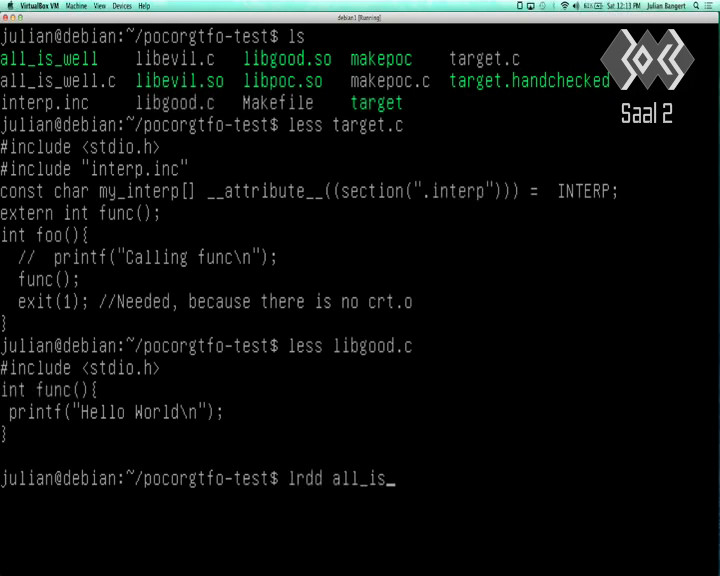 VirtualBox VM Machine View Devices Help 61% Sat 12:13 PM Julian Bangert
debian1 [Running]
julian@debian:~/pocorgtfo-test$ ls
all_is_well libevil.c libgood.so makepoc target.c
all_is_well.c libevil.so libpoc.so makepoc.c target.handchecked
interp.inc libgood.c Makefile target
julian@debian:~/pocorgtfo-test$ less target.c
#include <stdio.h>
#include "interp.inc"
const char my_interp[] __attribute__((section(".interp"))) = INTERP;
extern int func();
int foo(){
// printf("Calling func\n");
func();
exit(1); //Needed, because there is no crt.o
}
julian@debian:~/pocorgtfo-test$ less libgood.c
#include <stdio.h>
int func(){
printf("Hello World\n");
}
julian@debian:~/pocorgtfo-test$ lrdd all_is_
Saal 2